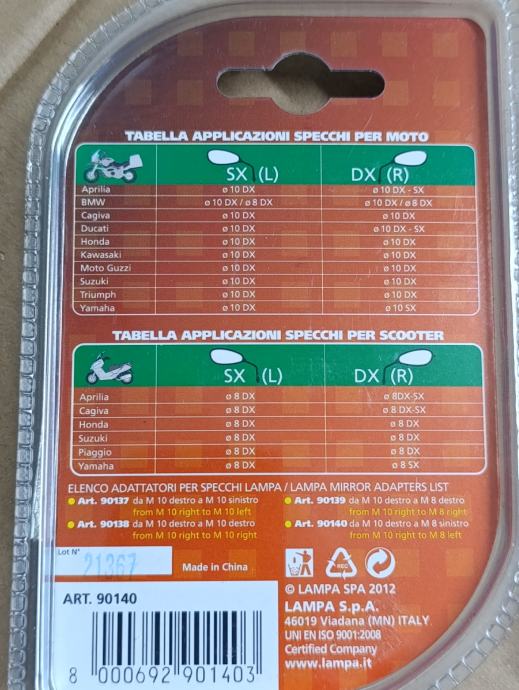 TABELLA APPLICAZIONI SPECCHI PER MOTO
SX (L) DX (R)
Aprilia ø 10 DX ø 10 DX - SX
BMW ø 10 DX / ø 8 DX ø 10 DX / ø 8 DX
Cagiva ø 10 DX ø 10 DX
Ducati ø 10 DX ø 10 DX - SX
Honda ø 10 DX ø 10 DX
Kawasaki ø 10 DX ø 10 DX
Moto Guzzi ø 10 DX ø 10 DX
Suzuki ø 10 DX ø 10 DX
Triumph ø 10 DX ø 10 DX
Yamaha ø 10 DX ø 10 SX
TABELLA APPLICAZIONI SPECCHI PER SCOOTER
SX (L) DX (R)
Aprilia ø 8 DX ø 8DX-SX
Cagiva ø 8 DX ø 8 DX-SX
Honda ø 8 DX ø 8 DX
Suzuki ø 8 DX ø 8 DX
Piaggio ø 8 DX ø 8 DX
Yamaha ø 8 DX ø 8 SX
ELENCO ADATTATORI PER SPECCHI LAMPA / LAMPA MIRROR ADAPTERS LIST
Art. 90137 da M 10 destro a M 10 sinistro
from M 10 right to M 10 left
Art. 90138 da M 10 destro a M 10 destro
from M 10 right to M 10 right
Art. 90139 da M 10 destro a M 8 destro
from M 10 right to M 8 right
Art. 90140 da M 10 destro a M 8 sinistro
from M 10 right to M 8 left
Lot N°
21367
Made in China
REC
© LAMPA SPA 2012
LAMPA S.p.A.
46019 Viadana (MN) ITALY
UNI EN ISO 9001:2008
Certified Company
www.lampa.it
ART. 90140
8 000692 901403